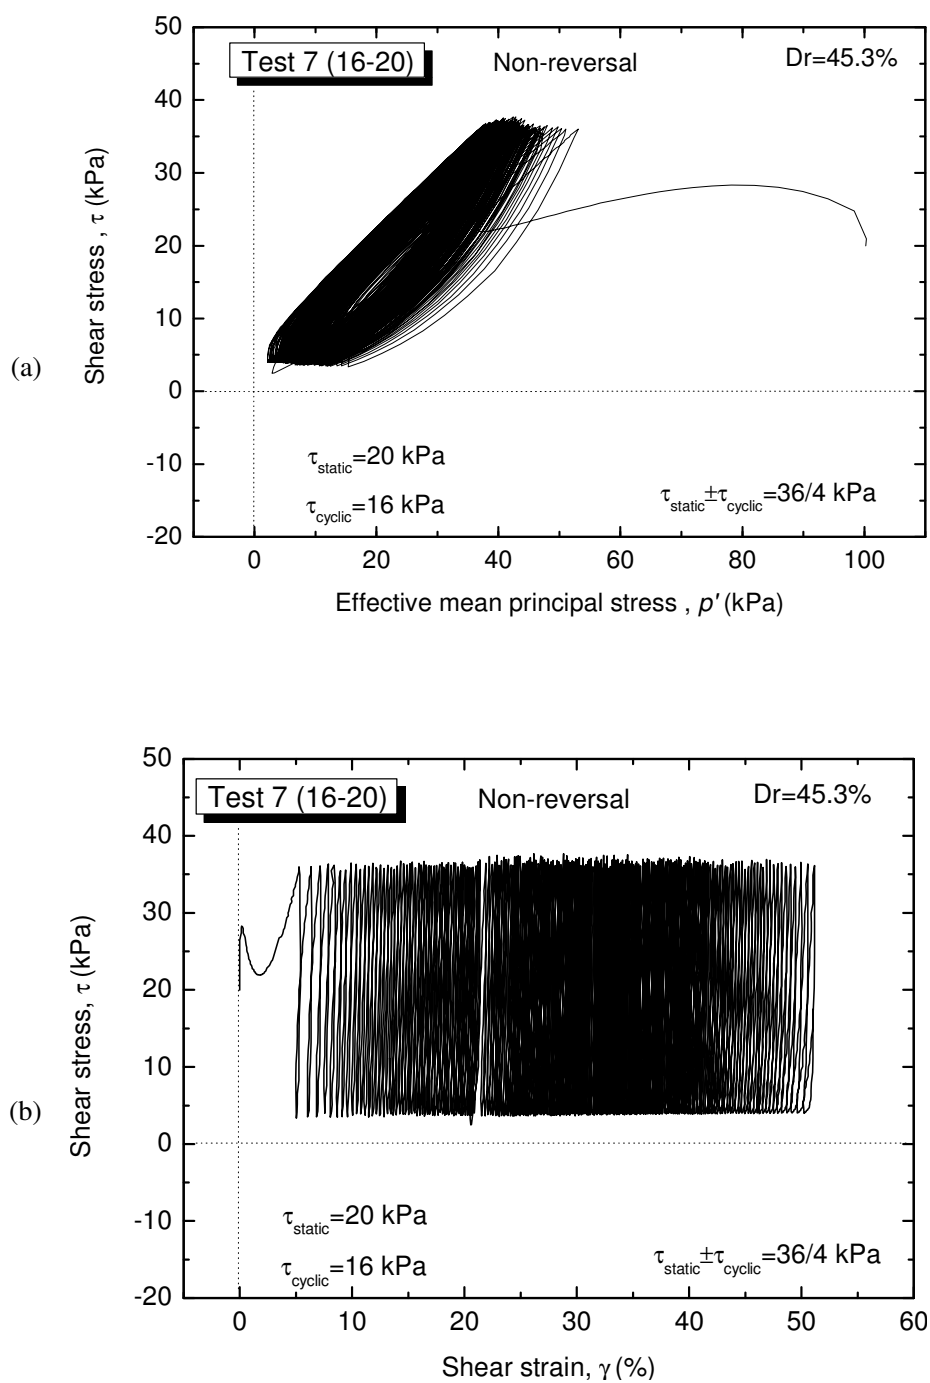 50
Test 7 (16-20)
Non-reversal
Dr=45.3%
40
30
20
10
0
-10
-20
Shear stress , τ (kPa)
(a)
τstatic=20 kPa
τcyclic=16 kPa
τstatic±τcyclic=36/4 kPa
0 20 40 60 80 100
Effective mean principal stress , p' (kPa)
50
Test 7 (16-20)
Non-reversal
Dr=45.3%
40
30
20
10
0
-10
-20
Shear stress, τ (kPa)
(b)
τstatic=20 kPa
τcyclic=16 kPa
τstatic±τcyclic=36/4 kPa
0 10 20 30 40 50 60
Shear strain, γ (%)